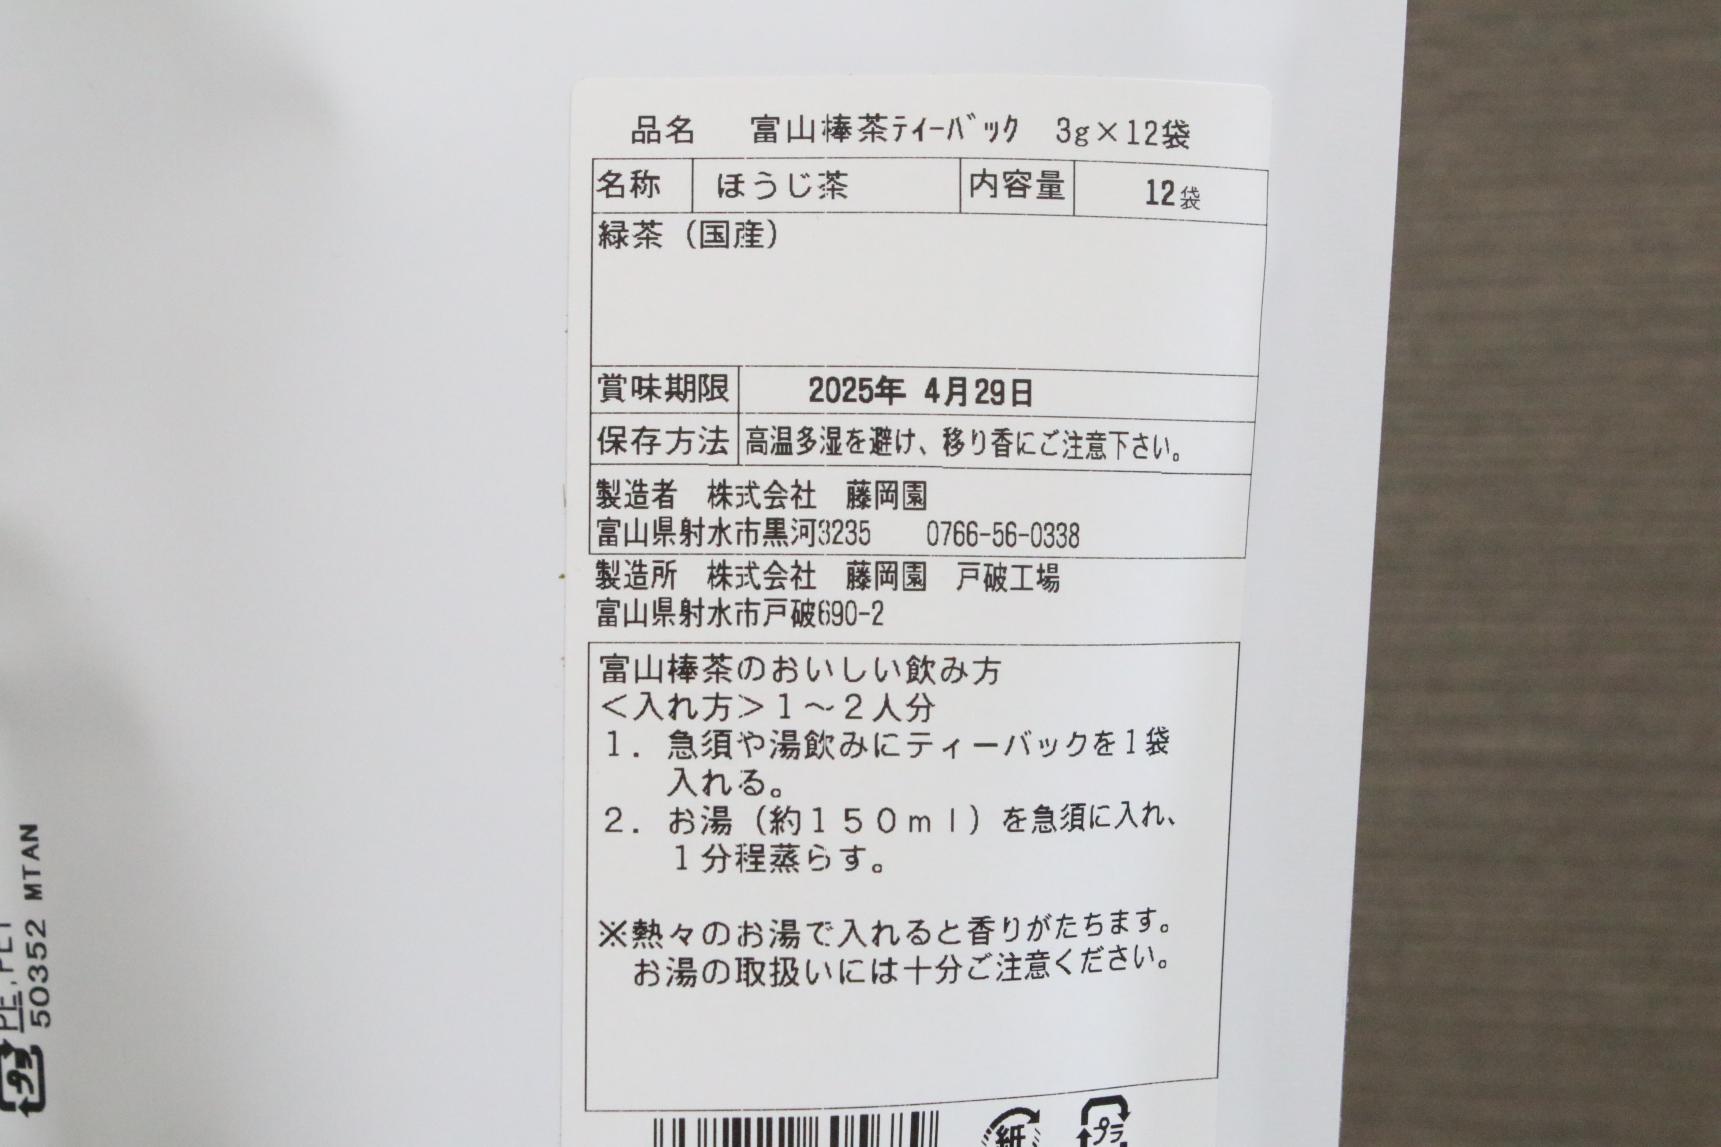 品名 富山棒茶ﾃｨｰﾊﾞｯｸ 3g×12袋
名称 ほうじ茶 内容量 12袋
緑茶（国産）
賞味期限 2025年 4月29日
保存方法 高温多湿を避け、移り香にご注意下さい。
製造者 株式会社 藤岡園
富山県射水市黒河3235 0766-56-0338
製造所 株式会社 藤岡園 戸破工場
富山県射水市戸破690-2
富山棒茶のおいしい飲み方
＜入れ方＞１～２人分
１．急須や湯飲みにティーバックを１袋
入れる。
２．お湯（約１５０ｍｌ）を急須に入れ、
１分程蒸らす。
※熱々のお湯で入れると香りがたちます。
お湯の取扱いには十分ご注意ください。
紙
プラ
プラ
PE,PET
50352 MTAN